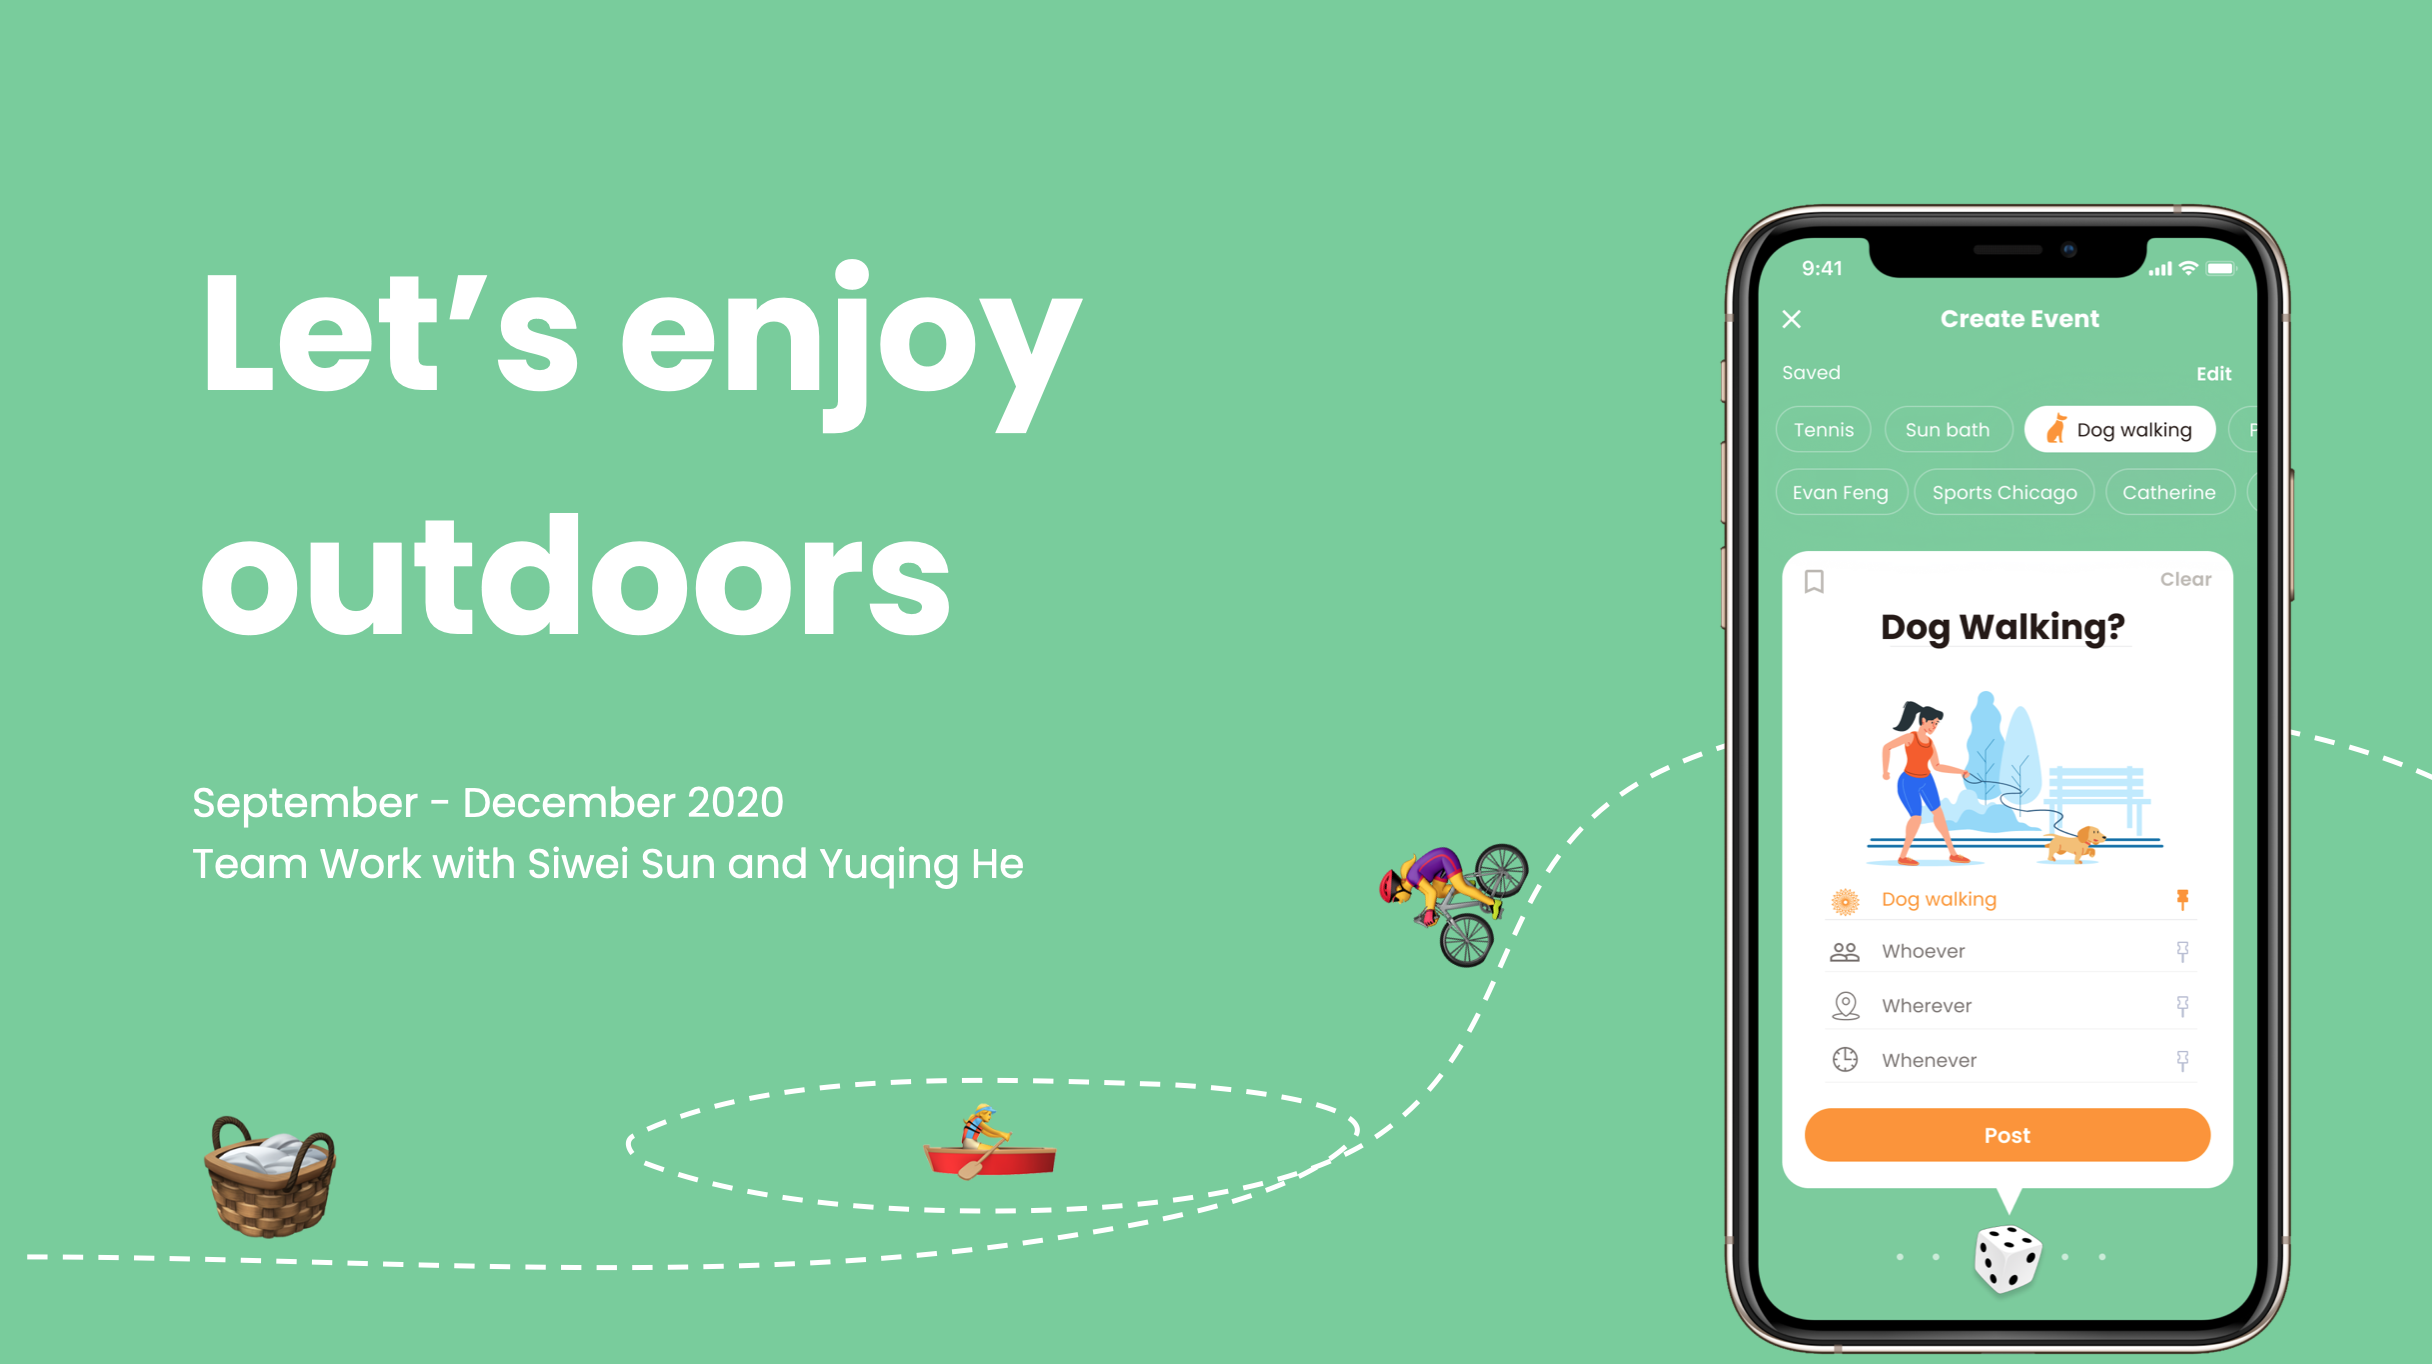 Let’s enjoy
outdoors
September - December 2020
Team Work with Siwei Sun and Yuqing He
9:41
Create Event
Saved
Edit
Tennis
Sun bath
Dog walking
Evan Feng
Sports Chicago
Catherine
Clear
Dog Walking?
Dog walking
Whoever
Wherever
Whenever
Post